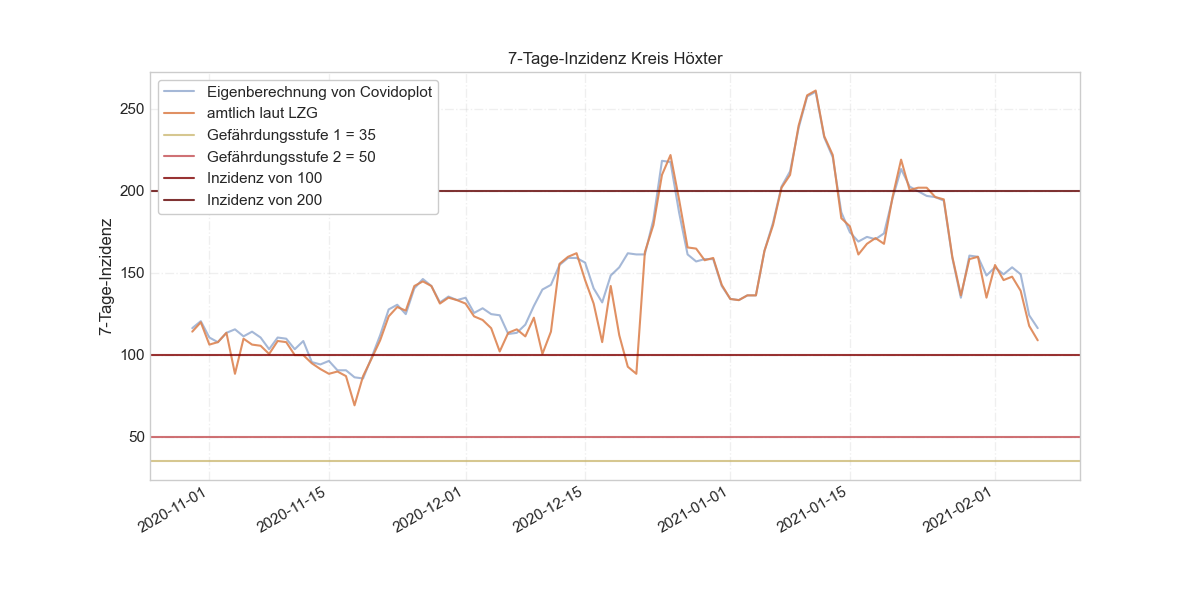 7-Tage-Inzidenz Kreis Höxter
Eigenberechnung von Covidoplot
amtlich laut LZG
Gefährdungsstufe 1 = 35
Gefährdungsstufe 2 = 50
Inzidenz von 100
Inzidenz von 200
7-Tage-Inzidenz
250
200
150
100
50
2020-11-01
2020-11-15
2020-12-01
2020-12-15
2021-01-01
2021-01-15
2021-02-01